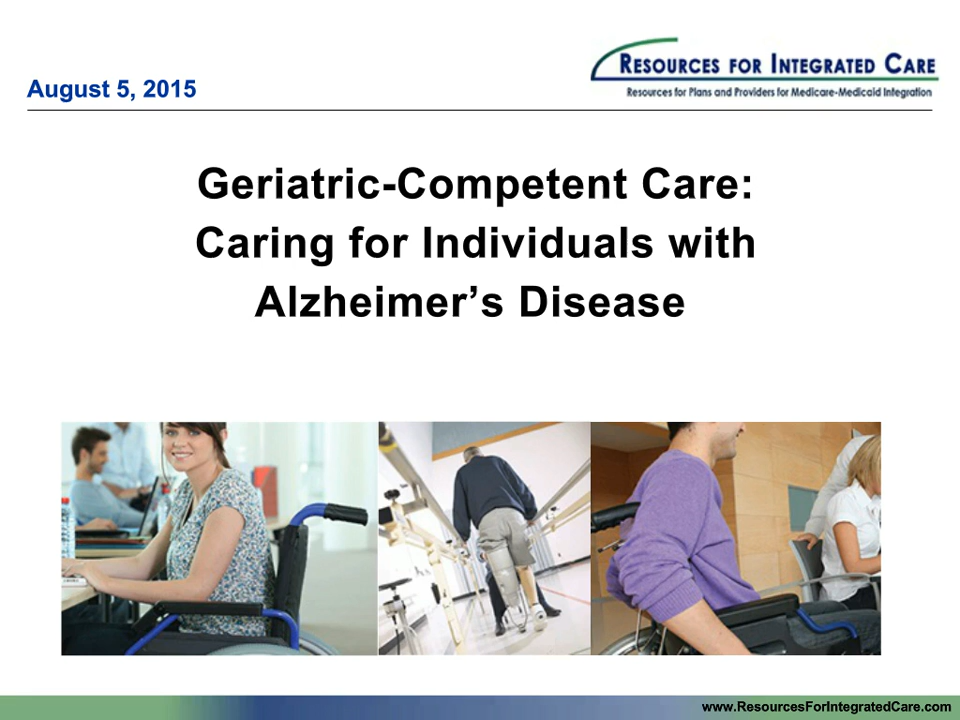 August 5, 2015
RESOURCES FOR INTEGRATED CARE
Resources for Plans and Providers for Medicare-Medicaid Integration
Geriatric-Competent Care:
Caring for Individuals with
Alzheimer’s Disease
www.ResourcesForIntegratedCare.com